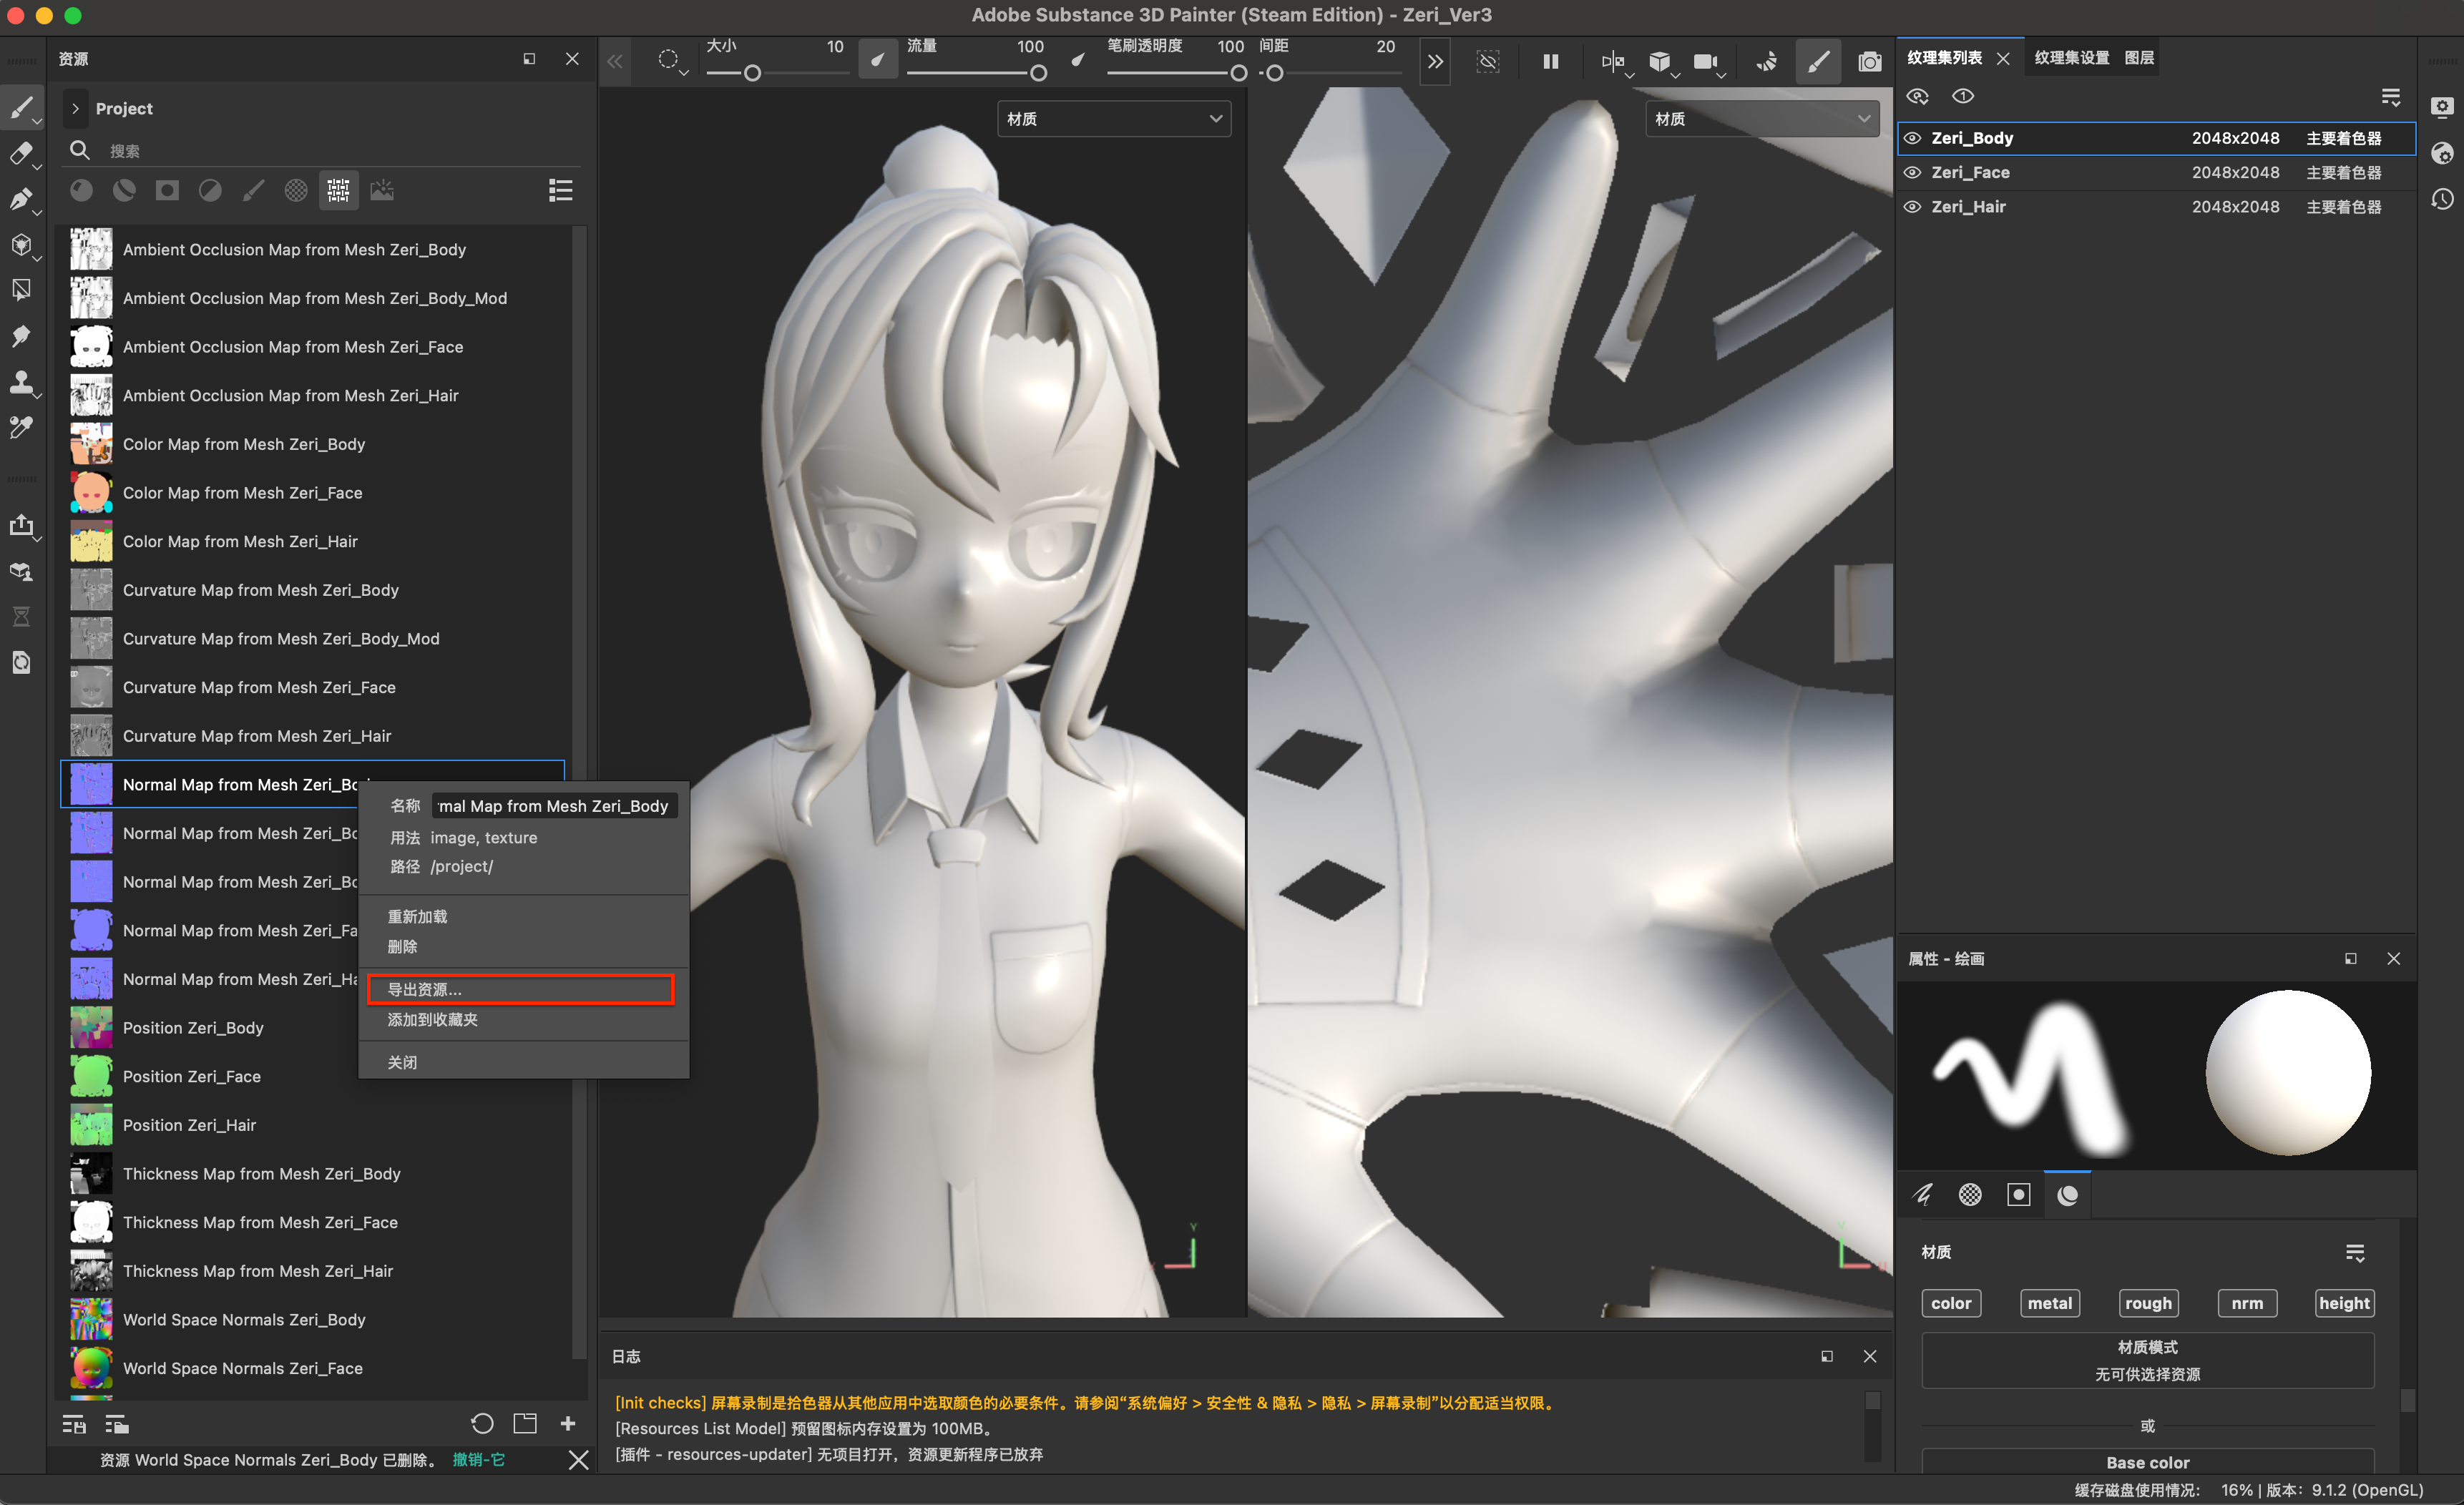 Adobe Substance 3D Painter (Steam Edition) - Zeri_Ver3
资源
Project
搜索
Ambient Occlusion Map from Mesh Zeri_Body
Ambient Occlusion Map from Mesh Zeri_Body_Mod
Ambient Occlusion Map from Mesh Zeri_Face
Ambient Occlusion Map from Mesh Zeri_Hair
Color Map from Mesh Zeri_Body
Color Map from Mesh Zeri_Face
Color Map from Mesh Zeri_Hair
Curvature Map from Mesh Zeri_Body
Curvature Map from Mesh Zeri_Body_Mod
Curvature Map from Mesh Zeri_Face
Curvature Map from Mesh Zeri_Hair
Normal Map from Mesh Zeri_Bo
Normal Map from Mesh Zeri_Bo
Normal Map from Mesh Zeri_Bo
Normal Map from Mesh Zeri_Fa
Normal Map from Mesh Zeri_Ha
Position Zeri_Body
Position Zeri_Face
Position Zeri_Hair
Thickness Map from Mesh Zeri_Body
Thickness Map from Mesh Zeri_Face
Thickness Map from Mesh Zeri_Hair
World Space Normals Zeri_Body
World Space Normals Zeri_Face
资源 World Space Normals Zeri_Body 已删除。 撤销-它
名称 mal Map from Mesh Zeri_Body
用法 image, texture
路径 /project/
重新加载
删除
导出资源...
添加到收藏夹
关闭
大小 10 流量 100 笔刷透明度 100 间距 20
材质
材质
Y
日志
[Init checks] 屏幕录制是拾色器从其他应用中选取颜色的必要条件。请参阅“系统偏好 > 安全性 & 隐私 > 隐私 > 屏幕录制”以分配适当权限。
[Resources List Model] 预留图标内存设置为 100MB。
[插件 - resources-updater] 无项目打开，资源更新程序已放弃
纹理集列表 纹理集设置 图层
Zeri_Body 2048x2048 主要着色器
Zeri_Face 2048x2048 主要着色器
Zeri_Hair 2048x2048 主要着色器
属性 - 绘画
材质
color metal rough nrm height
材质模式
无可供选择资源
或
Base color
缓存磁盘使用情况： 16% | 版本：9.1.2 (OpenGL)